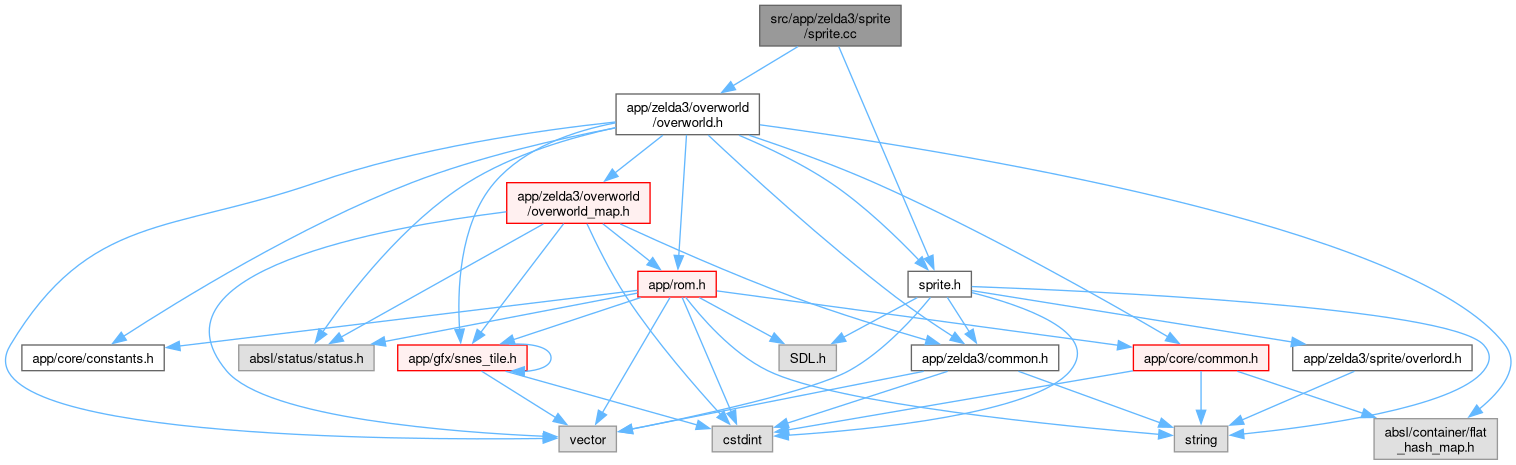 src/app/zelda3/sprite
/sprite.cc
app/zelda3/overworld
/overworld.h
app/zelda3/overworld
/overworld_map.h
app/rom.h
sprite.h
app/core/constants.h
absl/status/status.h
app/gfx/snes_tile.h
SDL.h
app/zelda3/common.h
app/core/common.h
app/zelda3/sprite/overlord.h
vector
cstdint
string
absl/container/flat
_hash_map.h